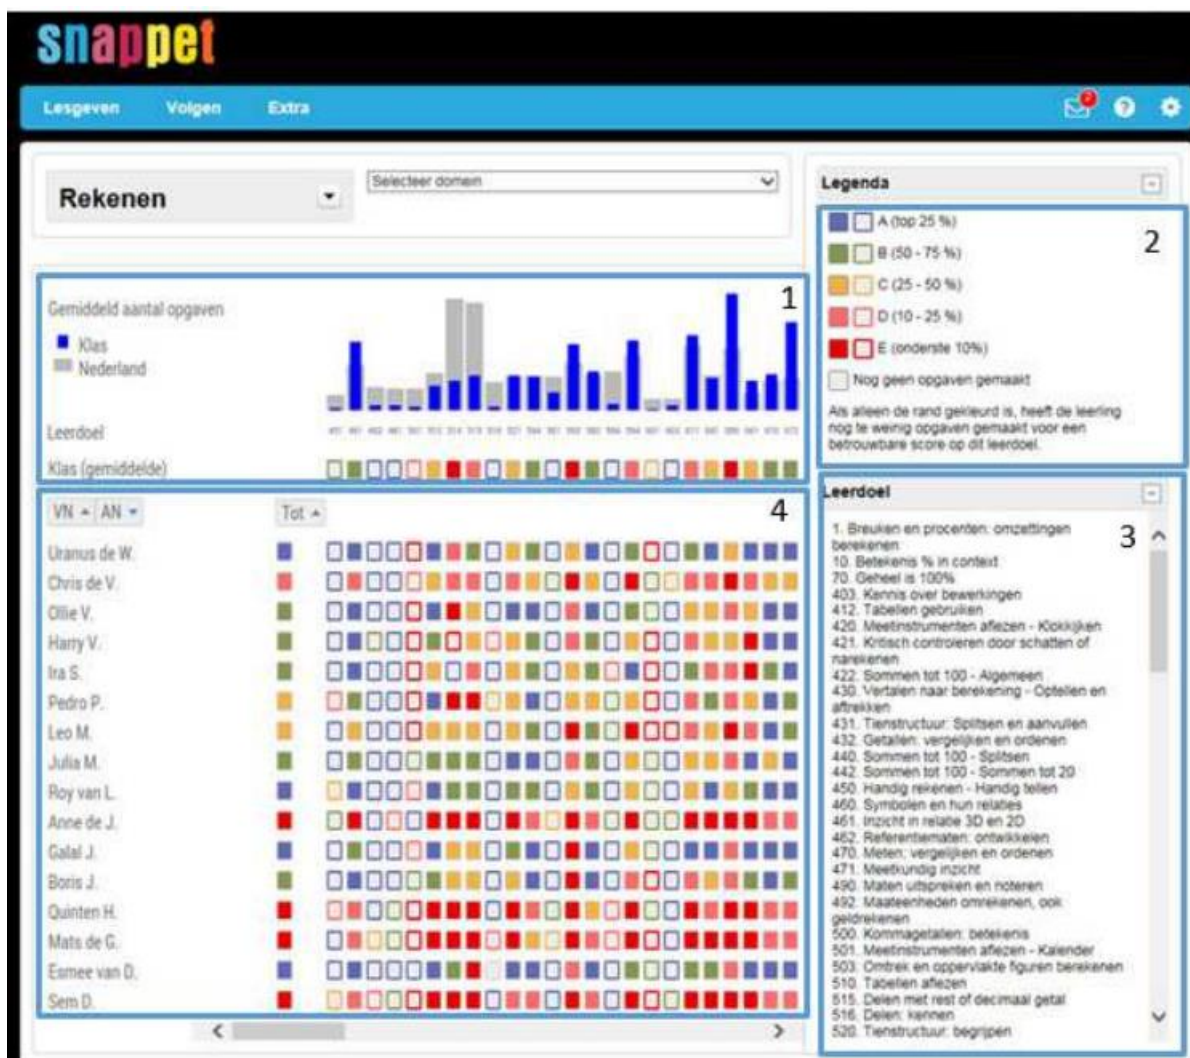 snappet
Lesgeven Volgen Extra
Rekenen
Selecteer domein
Gemiddeld aantal opgaven
1
Klas
Nederland
Leerdoel
Klas (gemiddelde)
VN AN
Tot
4
Uranus de W.
Chris de V.
Ollie V.
Harry V.
Ira S.
Pedro P.
Leo M.
Julia M.
Roy van L.
Anne de J.
Galal J.
Boris J.
Quinten H.
Mats de G.
Esmee van D.
Sem D.
Legenda
2
A (top 25 %)
B (50 - 75 %)
C (25 - 50 %)
D (10 - 25 %)
E (onderste 10%)
Nog geen opgaven gemaakt
Als alleen de rand gekleurd is, heeft de leerling
nog te weinig opgaven gemaakt voor een
betrouwbare score op dit leerdoel.
Leerdoel
3
1. Breuken en procenten: omzettingen
berekenen
10. Betekenis % in context
70. Geheel is 100%
403. Kennis over bewerkingen
412. Tabellen gebruiken
420. Meetinstrumenten aflezen - Klokkijken
421. Kritisch controleren door schatten of
narekenen
422. Sommen tot 100 - Algemeen
430. Vertalen naar berekening - Optellen en
aftrekken
431. Tienstructuur: Splitsen en aanvullen
432. Getallen: vergelijken en ordenen
440. Sommen tot 100 - Splitsen
442. Sommen tot 100 - Sommen tot 20
450. Handig rekenen - Handig tellen
460. Symbolen en hun relaties
461. Inzicht in relatie 3D en 2D
462. Referentiematen: ontwikkelen
470. Meten: vergelijken en ordenen
471. Meetkundig inzicht
490. Maten uitspreken en noteren
492. Maateenheden omrekenen, ook
geldrekenen
500. Kommagetallen: betekenis
501. Meetinstrumenten aflezen - Kalender
503. Omtrek en oppervlakte figuren berekenen
510. Tabellen aflezen
515. Delen met rest of decimaal getal
516. Delen: kennen
520. Tienstructuur: begrijpen